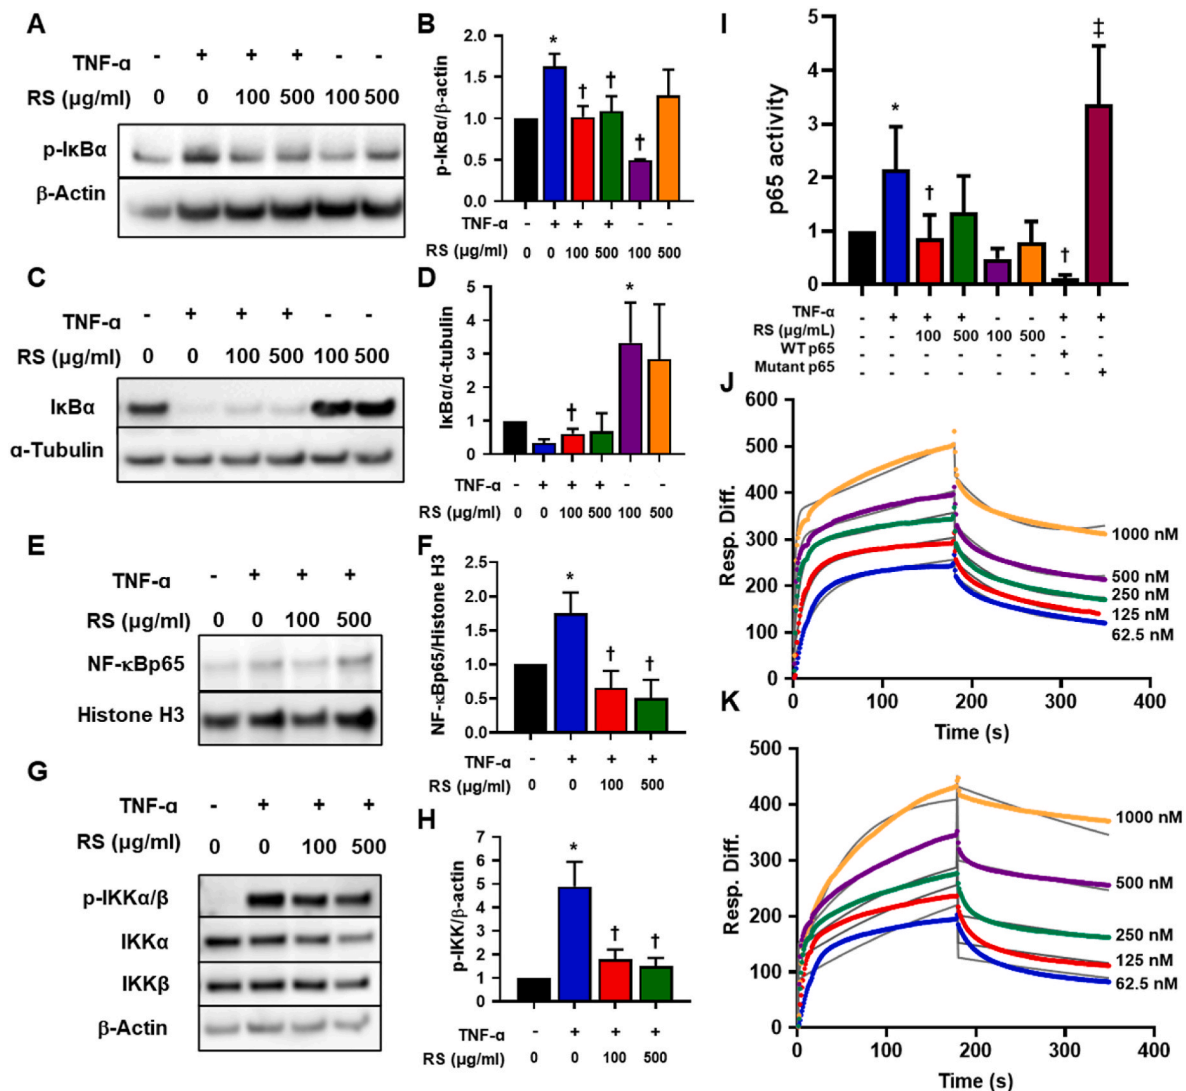 A
TNF-α - + + + - -
RS (µg/ml) 0 0 100 500 100 500
p-IκBα
β-Actin
B
p-IκBα/β-actin
2.0
1.5
1.0
0.5
0.0
* † † †
TNF-α - + + + - -
RS (µg/ml) 0 0 100 500 100 500
C
TNF-α - + + + - -
RS (µg/ml) 0 0 100 500 100 500
IκBα
α-Tubulin
D
IκBα/α-tubulin
5
4
3
2
1
0
† *
TNF-α - + + + - -
RS (µg/ml) 0 0 100 500 100 500
E
TNF-α - + + +
RS (µg/ml) 0 0 100 500
NF-κBp65
Histone H3
F
NF-κBp65/Histone H3
2.5
2.0
1.5
1.0
0.5
0.0
* † †
TNF-α - + + +
RS (µg/ml) 0 0 100 500
G
TNF-α - + + +
RS (µg/ml) 0 0 100 500
p-IKKα/β
IKKα
IKKβ
β-Actin
H
p-IKK/β-actin
7
6
5
4
3
2
1
0
* † †
TNF-α - + + +
RS (µg/ml) 0 0 100 500
I
p65 activity
5
4
3
2
1
0
* † † ‡
TNF-α - + + + - - + +
RS (µg/mL) - - 100 500 100 500 - -
WT p65 - - - - - - + -
Mutant p65 - - - - - - - +
J
Resp. Diff.
600
500
400
300
200
100
0
1000 nM
500 nM
250 nM
125 nM
62.5 nM
0 100 200 300 400
Time (s)
K
Resp. Diff.
500
400
300
200
100
0
1000 nM
500 nM
250 nM
125 nM
62.5 nM
0 100 200 300 400
Time (s)